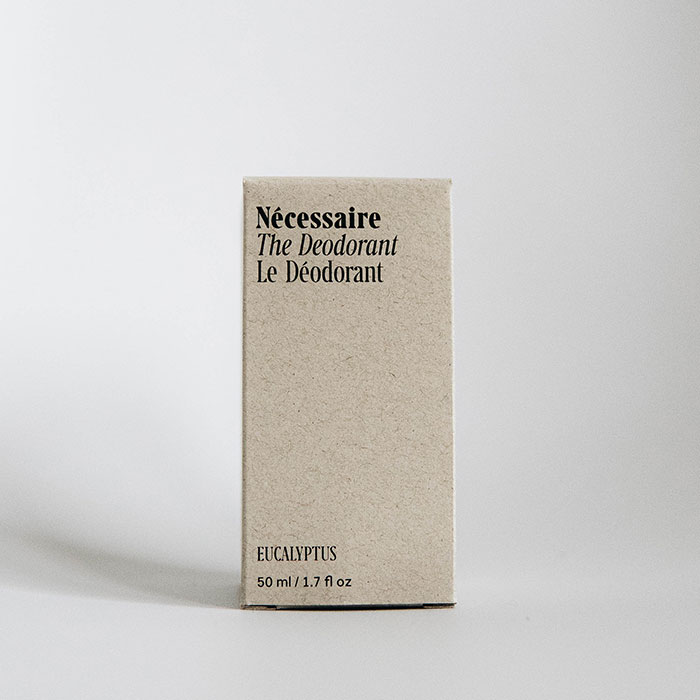 Nécessaire
The Deodorant
Le Déodorant
EUCALYPTUS
50 ml / 1.7 fl oz